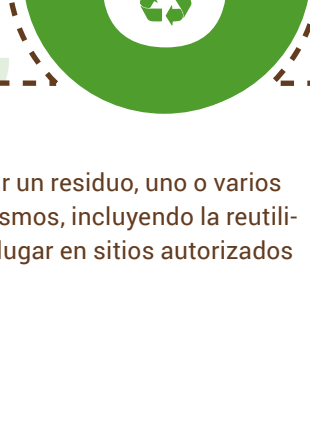 r un residuo, uno o varios
smos, incluyendo la reutili-
lugar en sitios autorizados